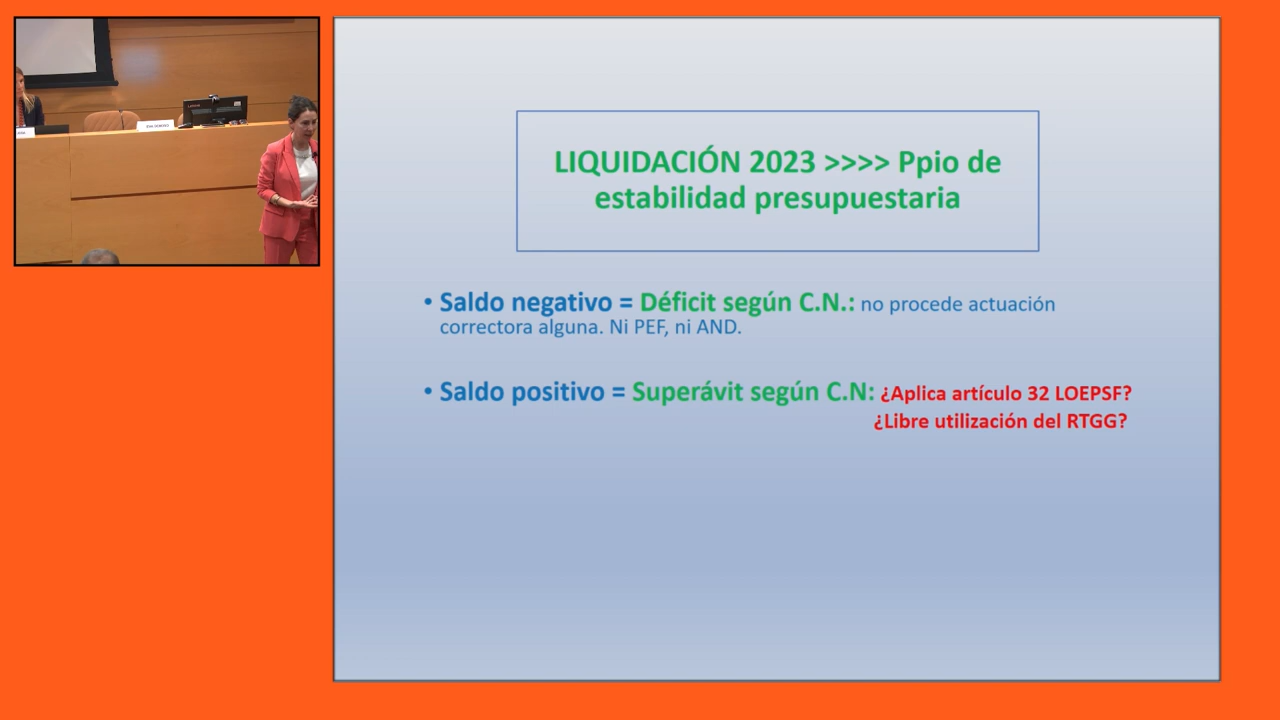 LIQUIDACIÓN 2023 >>>> Ppio de
estabilidad presupuestaria
• Saldo negativo = Déficit según C.N.: no procede actuación
correctora alguna. Ni PEF, ni AND.
• Saldo positivo = Superávit según C.N: ¿Aplica artículo 32 LOEPSF?
¿Libre utilización del RTGG?